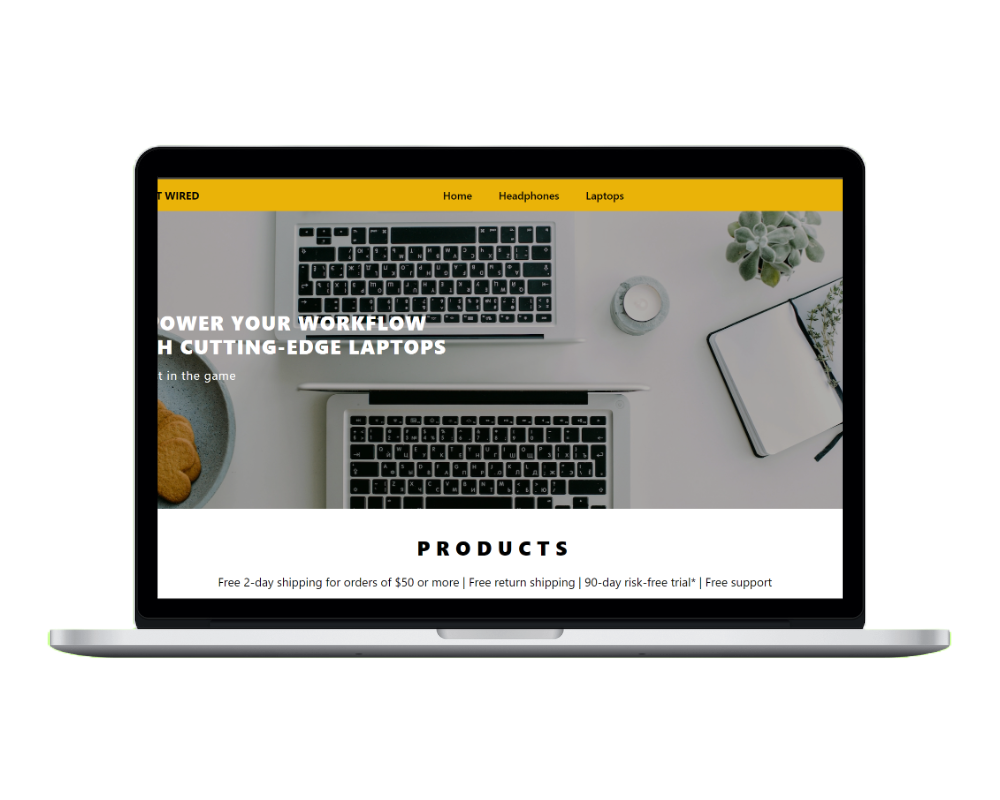 T WIRED
Home Headphones Laptops
POWER YOUR WORKFLOW
H CUTTING-EDGE LAPTOPS
t in the game
PRODUCTS
Free 2-day shipping for orders of $50 or more | Free return shipping | 90-day risk-free trial* | Free support